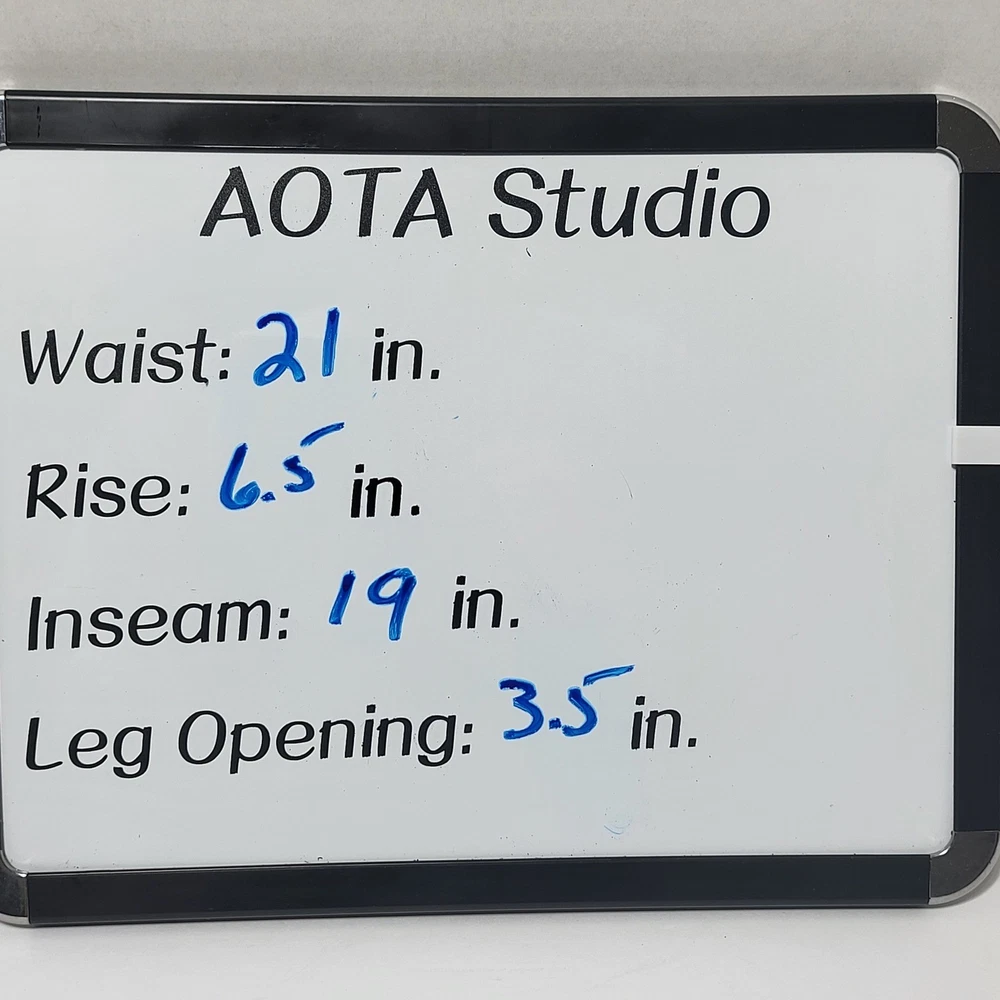 AOTA Studio
Waist: 21 in.
Rise: 6.5 in.
Inseam: 19 in.
Leg Opening: 3.5 in.